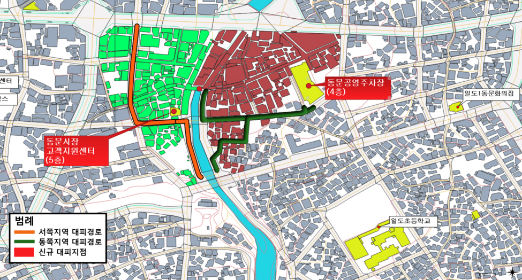 센터
동문공영주차장
(4층)
일도1동문화의집
동문시장
고객지원센터
(5층)
일도초등학교
범례
서쪽지역 대피경로
동쪽지역 대피경로
신규 대피지점